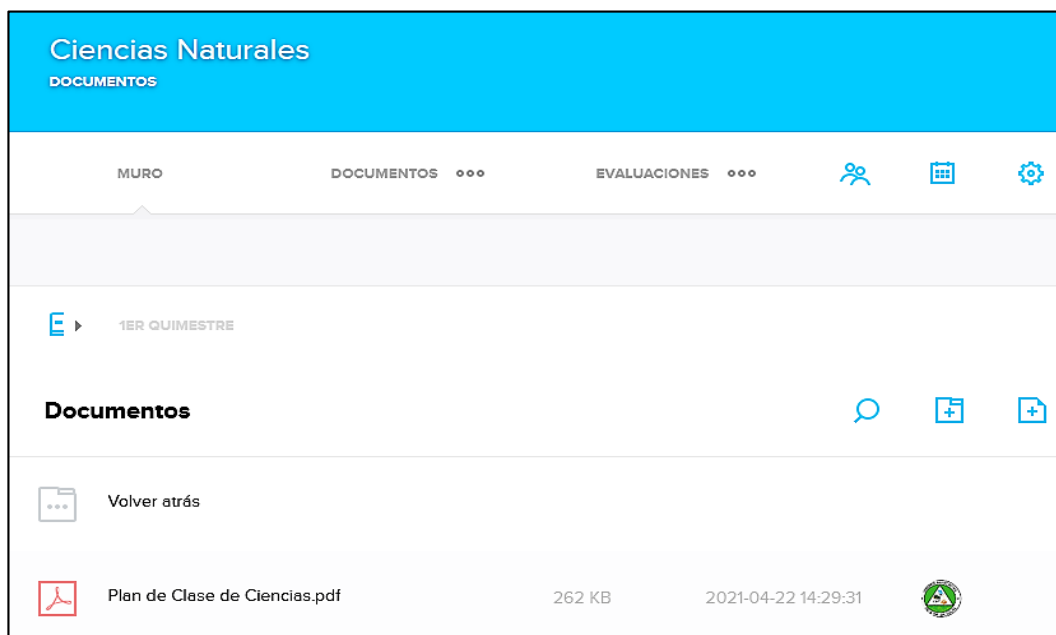 Ciencias Naturales
DOCUMENTOS
MURO DOCUMENTOS EVALUACIONES
1ER QUIMESTRE
Documentos
Volver atrás
Plan de Clase de Ciencias.pdf 262 KB 2021-04-22 14:29:31